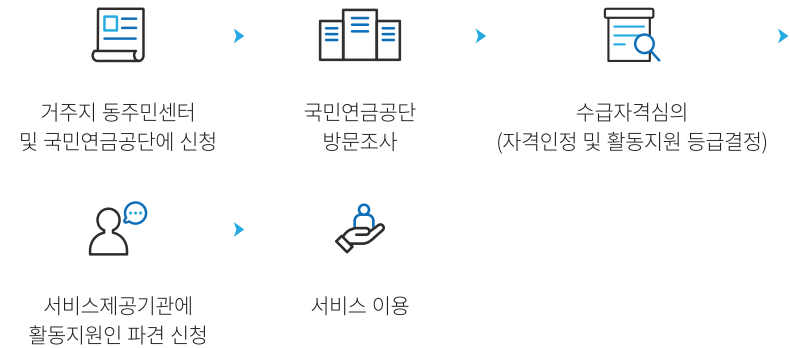 거주지 동주민센터
및 국민연금공단에 신청
국민연금공단
방문조사
수급자격심의
(자격인정 및 활동지원 등급결정)
서비스제공기관에
활동지원인 파견 신청
서비스 이용